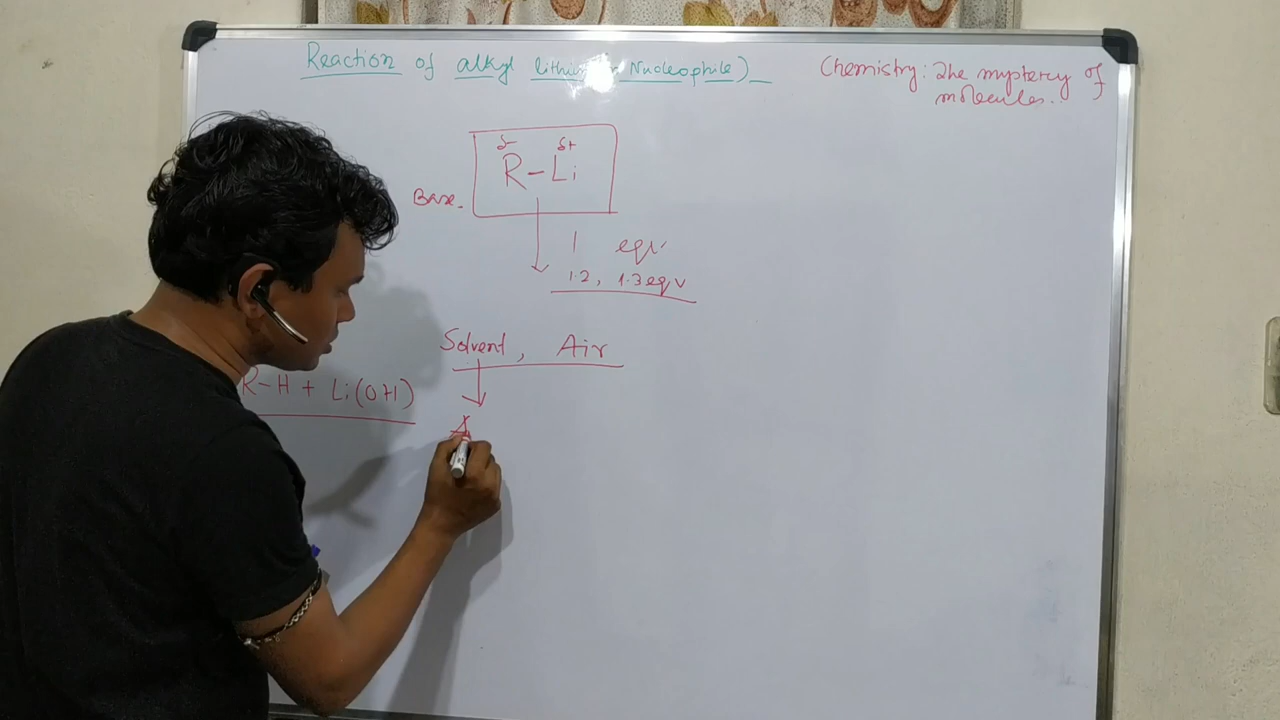 Reaction of alkyl lithium Nucleophile)
Chemistry: The mystery of
molecules..
δ- δ+
R-Li
Base.
1 eqv
1.2, 1.3 eqv
Solvent, Air
R-H + Li(OH)